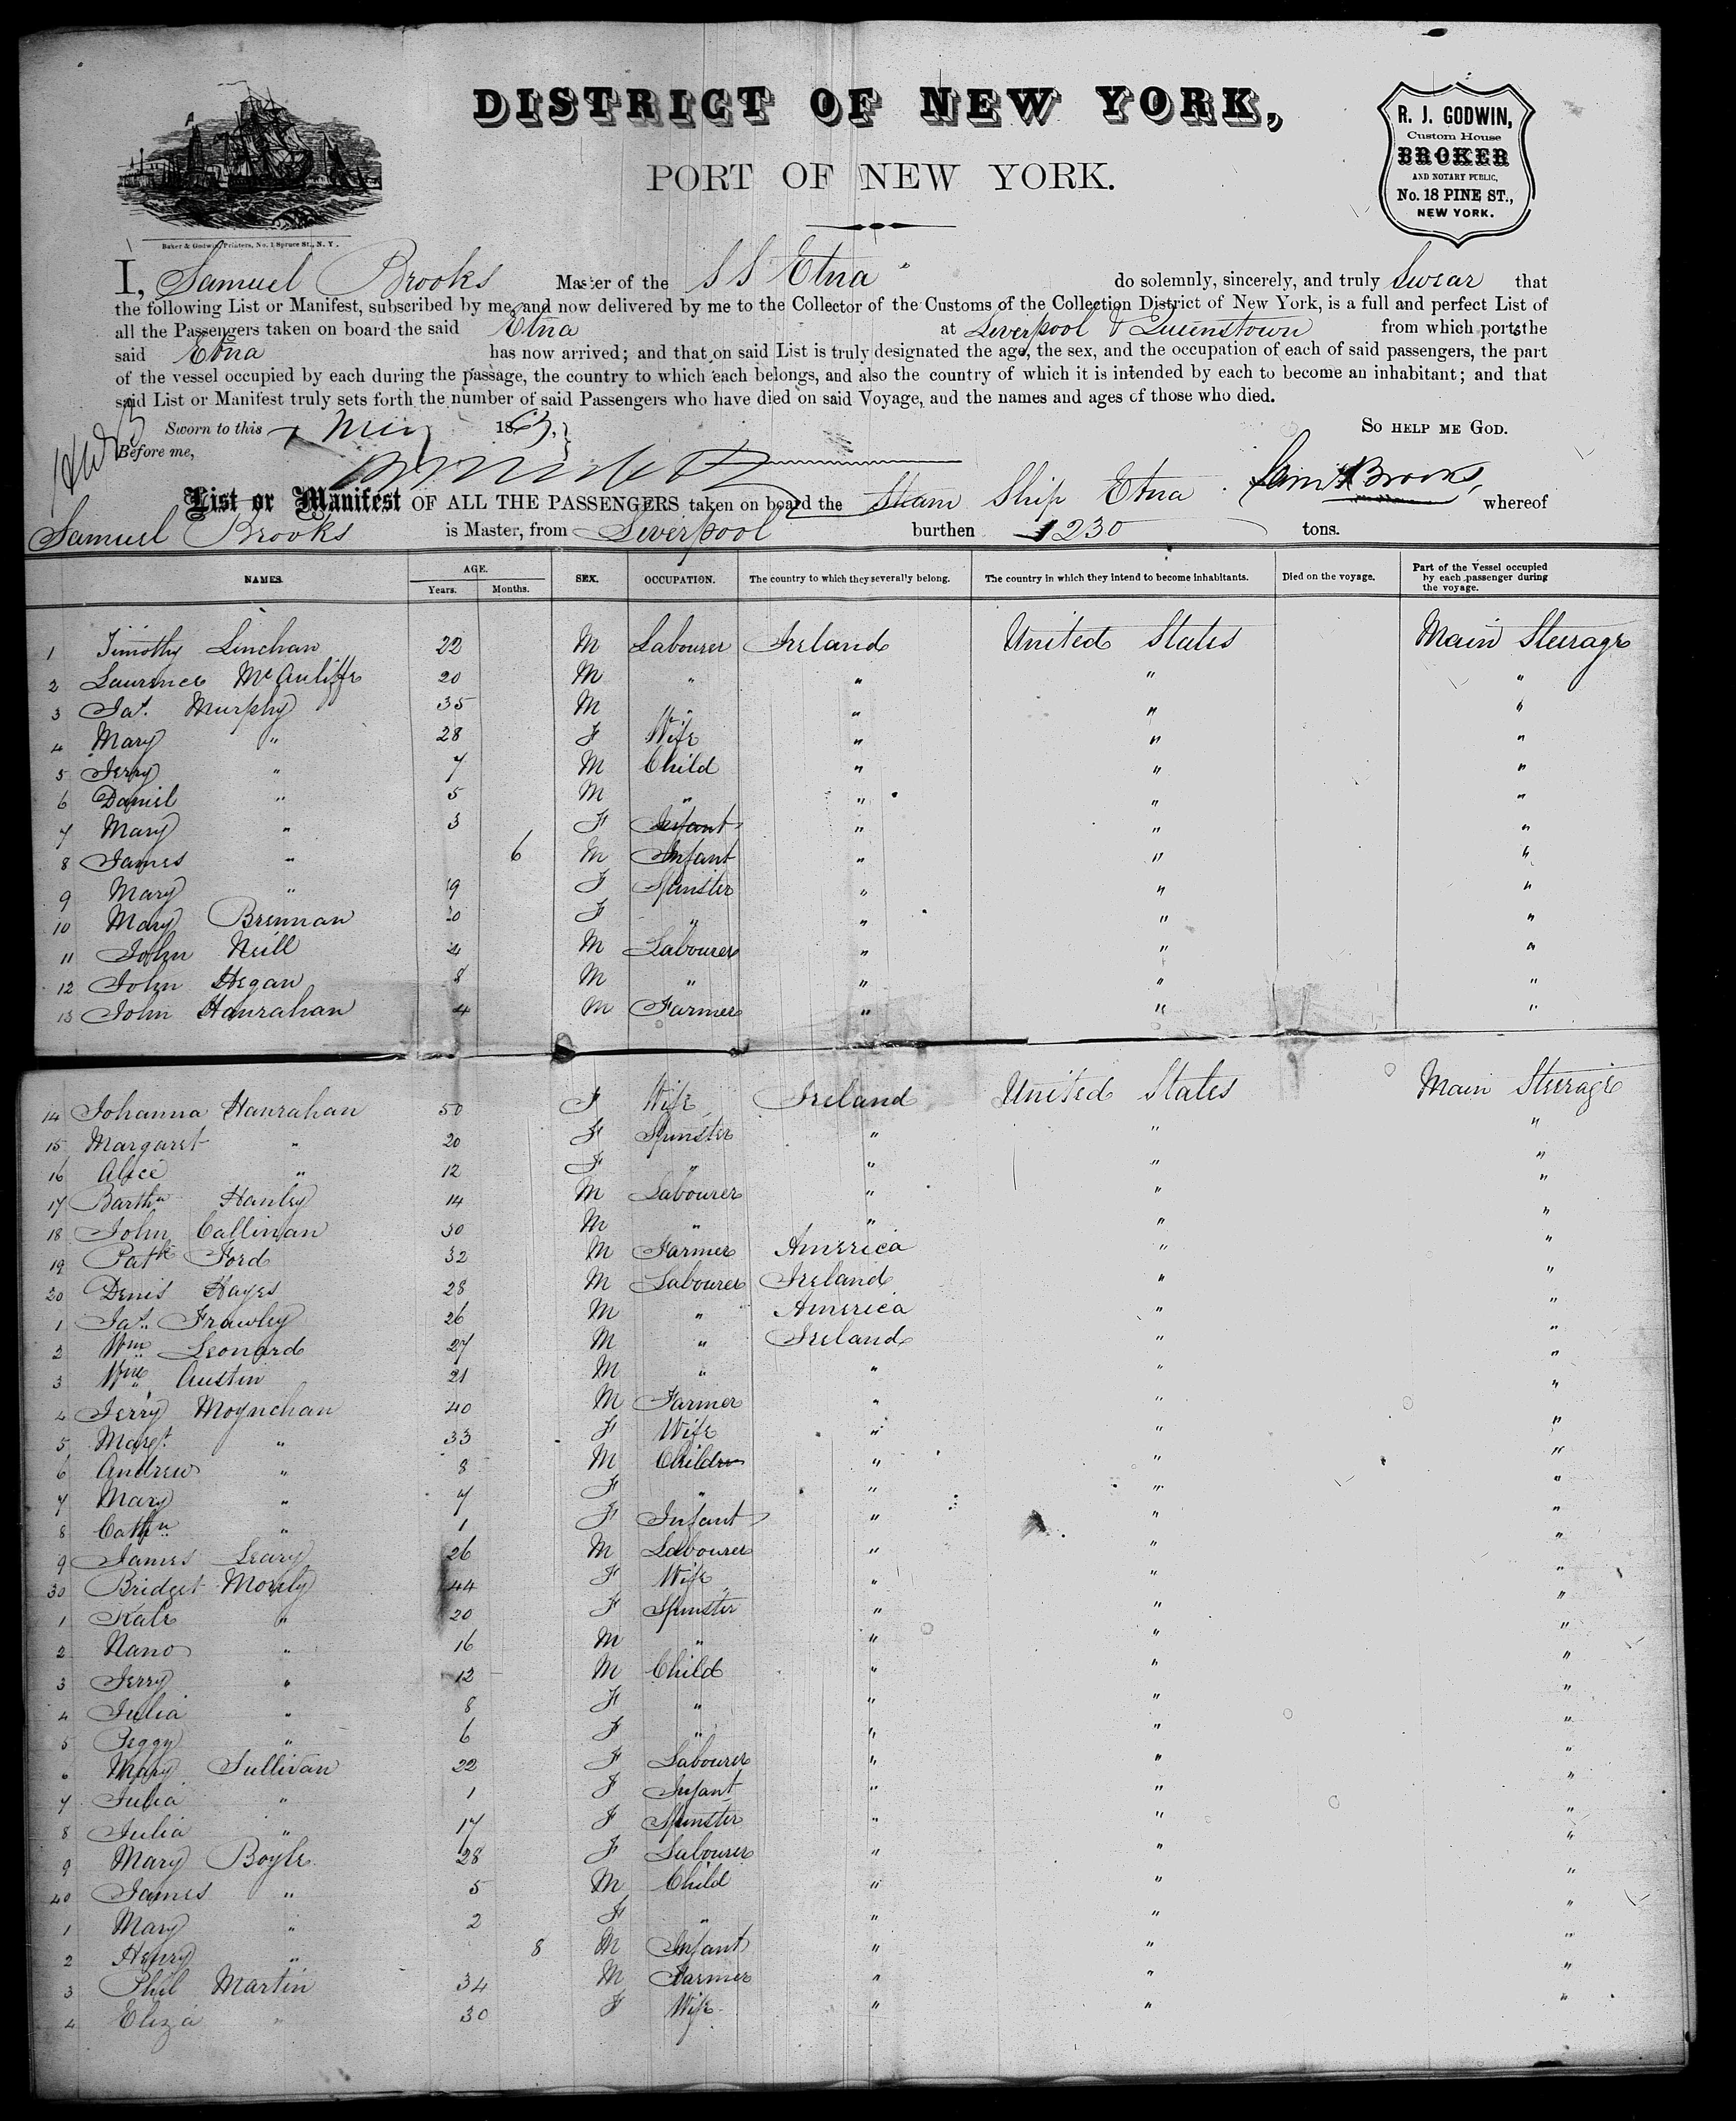 DISTRICT OF NEW YORK,
PORT OF NEW YORK.
R. J. GODWIN,
Custom House
BROKER
AND NOTARY PUBLIC,
No. 18 PINE ST.,
NEW YORK.
Baker & Godwin, Printers, No. 1 Spruce St., N. Y.
I, Samuel Brooks Master of the S S Etna do solemnly, sincerely, and truly Swear that
the following List or Manifest, subscribed by me, and now delivered by me to the Collector of the Customs of the Collection District of New York, is a full and perfect List of
all the Passengers taken on board the said Etna at Liverpool & Queenstown from which ports the
said Etna has now arrived; and that on said List is truly designated the age, the sex, and the occupation of each of said passengers, the part
of the vessel occupied by each during the passage, the country to which each belongs, and also the country of which it is intended by each to become an inhabitant; and that
said List or Manifest truly sets forth the number of said Passengers who have died on said Voyage, and the names and ages of those who died.
Sworn to this May 1863. SO HELP ME GOD.
Before me,
Saml Brooks,
List or Manifest OF ALL THE PASSENGERS taken on board the Steam Ship Etna whereof
Samuel Brooks is Master, from Liverpool burthen 1230 tons.
NAMES. AGE. Years. Months. SEX. OCCUPATION. The country to which they severally belong. The country in which they intend to become inhabitants. Died on the voyage. Part of the Vessel occupied by each passenger during the voyage.
1 Timothy Linehan 22 M Labourer Ireland United States Main Steerage
2 Laurence McAuliffe 20 M " " " "
3 Jas. Murphy 35 M " " " "
4 Mary " 28 F Wife " " "
5 Jerry " 7 M Child " " "
6 Daniel " 5 M " " " "
7 Mary " 3 F Infant " " "
8 James " 6 M Infant " " "
9 Mary " 19 F Spinster " " "
10 Mary Brennan 20 F " " " "
11 John Neill M Labourer " " "
12 John Hegan 8 M " " " "
13 John Hanrahan 4 M Farmer " " "
14 Johanna Hanrahan 50 F Wife Ireland United States Main Steerage
15 Margaret " 20 F Spinster " " "
16 Alice " 12 F " " " "
17 Barthw Hanley 14 M Labourer " " "
18 John Callinan 30 M " " " "
19 Patk Ford 32 M Farmer America " "
20 Denis Hayes 28 M Labourer Ireland " "
1 Jas. Frawley 26 M " America " "
2 Wm Leonard 27 M " Ireland " "
3 Wm Austin 21 M " " " "
4 Jerry Moynehan 40 M Farmer " " "
5 Margt. " 33 F Wife " " "
6 Andrew " 8 M Children " " "
7 Mary " 7 F " " " "
8 Cathn " 1 F Infant " " "
9 James Leary 26 M Labourer " " "
30 Bridget 44 F Wife " " "
1 Kate " 20 F Spinster " " "
2 Nano " 16 M " " " "
3 Jerry " 12 M Child " " "
4 Julia " 8 F " " " "
5 Peggy " 6 F " " " "
6 Mary Sullivan 22 F Labourer " " "
7 Julia " 1 F Infant " " "
8 Julia " 17 F Spinster " " "
9 Mary Boyle 28 F Labourer " " "
40 James " 5 M Child " " "
1 Mary " 2 F " " " "
2 Henry " 8 M Infant " " "
3 Phil Martin 34 M Farmer " " "
4 Eliza " 30 F Wife " " "